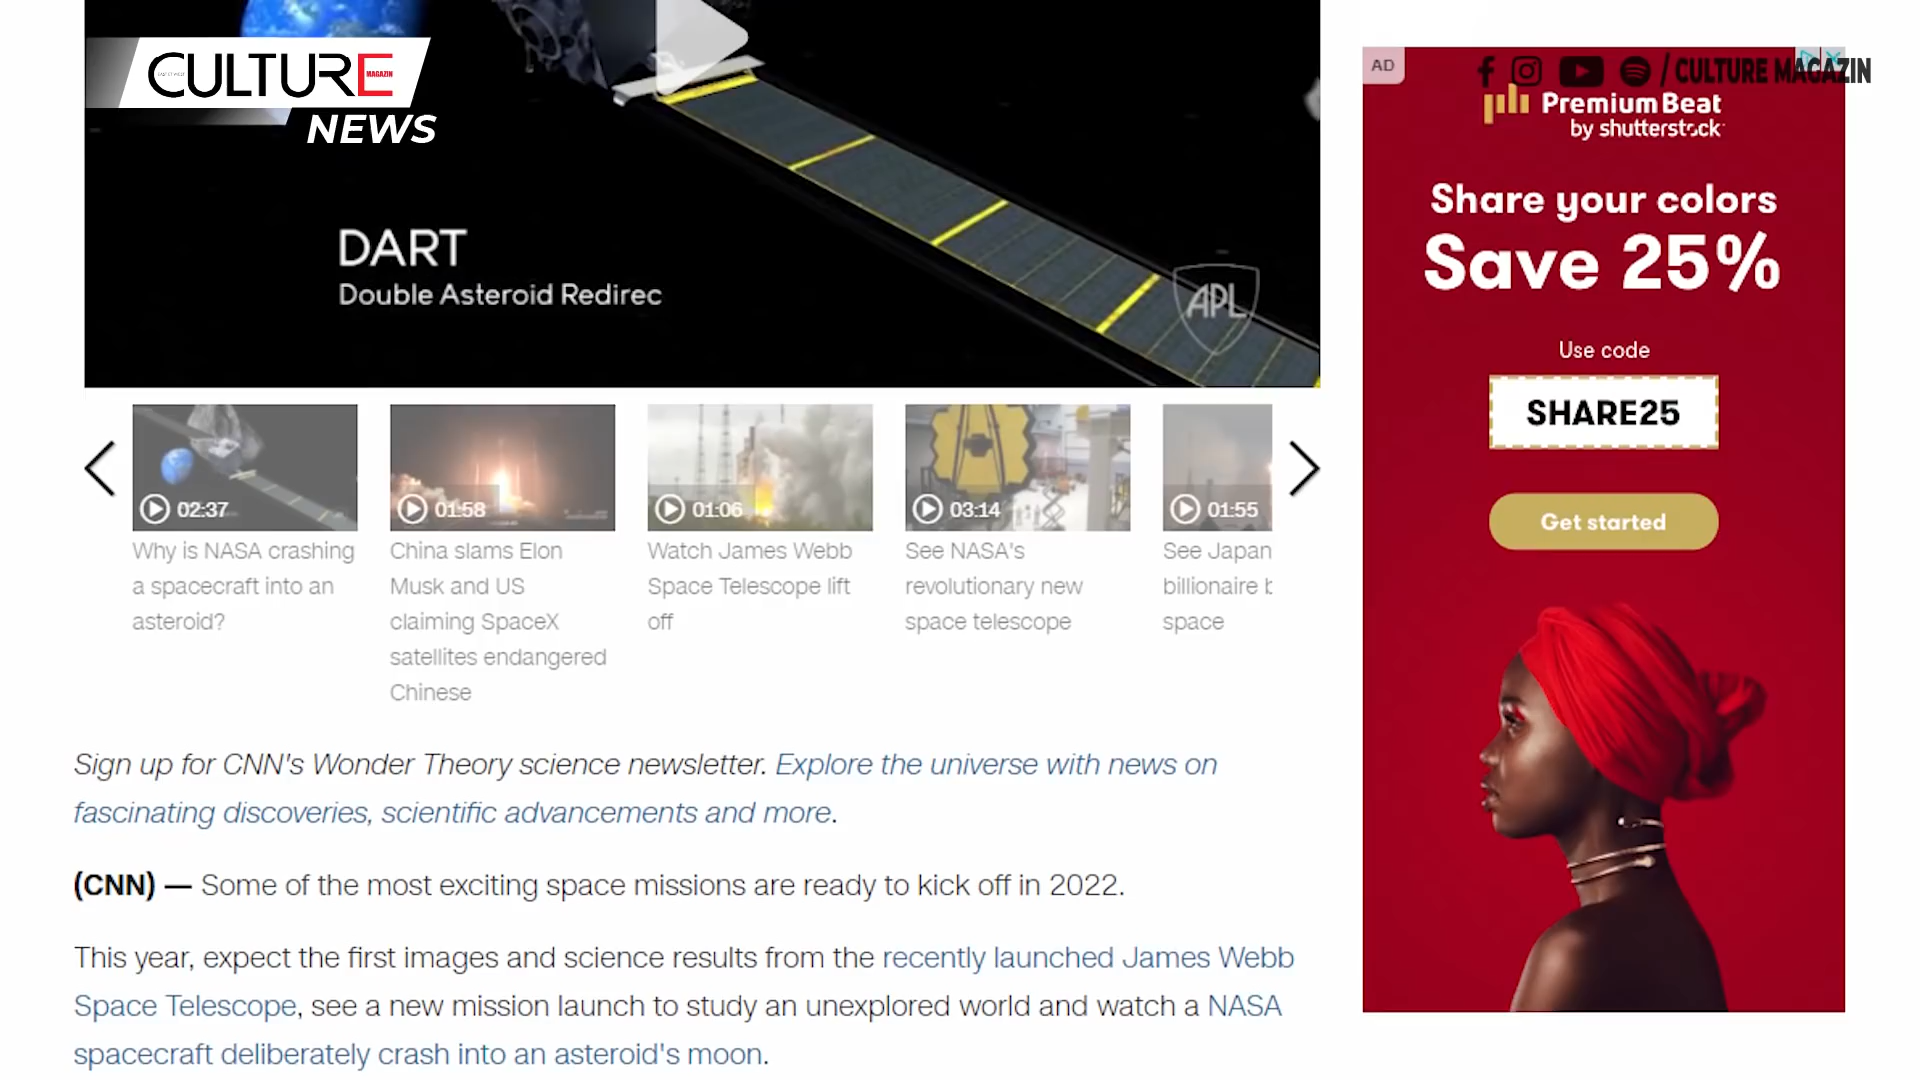 CULTURE
MAGAZIN
NEWS
DART
Double Asteroid Redirec
APL
02:37
Why is NASA crashing
a spacecraft into an
asteroid?
01:58
China slams Elon
Musk and US
claiming SpaceX
satellites endangered
Chinese
01:06
Watch James Webb
Space Telescope lift
off
03:14
See NASA's
revolutionary new
space telescope
01:55
See Japan
billionaire
space
Sign up for CNN's Wonder Theory science newsletter. Explore the universe with news on
fascinating discoveries, scientific advancements and more.
(CNN) — Some of the most exciting space missions are ready to kick off in 2022.
This year, expect the first images and science results from the recently launched James Webb
Space Telescope, see a new mission launch to study an unexplored world and watch a NASA
spacecraft deliberately crash into an asteroid's moon.
AD
/ CULTURE MAGAZIN
PremiumBeat
by shutterstock
Share your colors
Save 25%
Use code
SHARE25
Get started